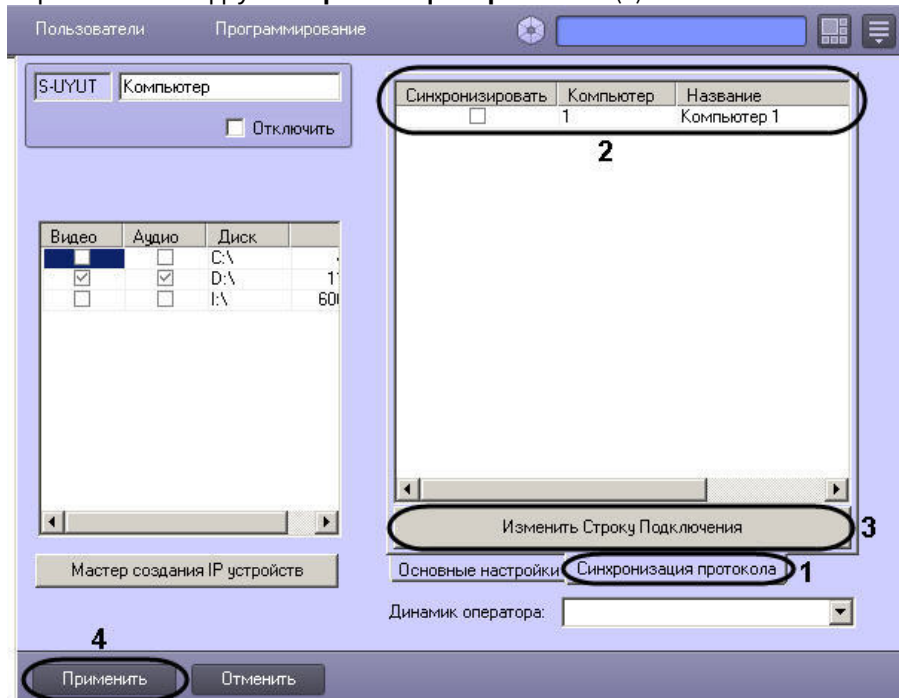 Пользователи Программирование
S-UYUT Компьютер
Отключить
Синхронизировать Компьютер Название
1 Компьютер 1
2
Видео Аудио Диск
C:\
D:\ 1
I:\ 60
Изменить Строку Подключения 3
Мастер создания IP устройств
Основные настройки Синхронизация протокола 1
Динамик оператора:
4
Применить Отменить